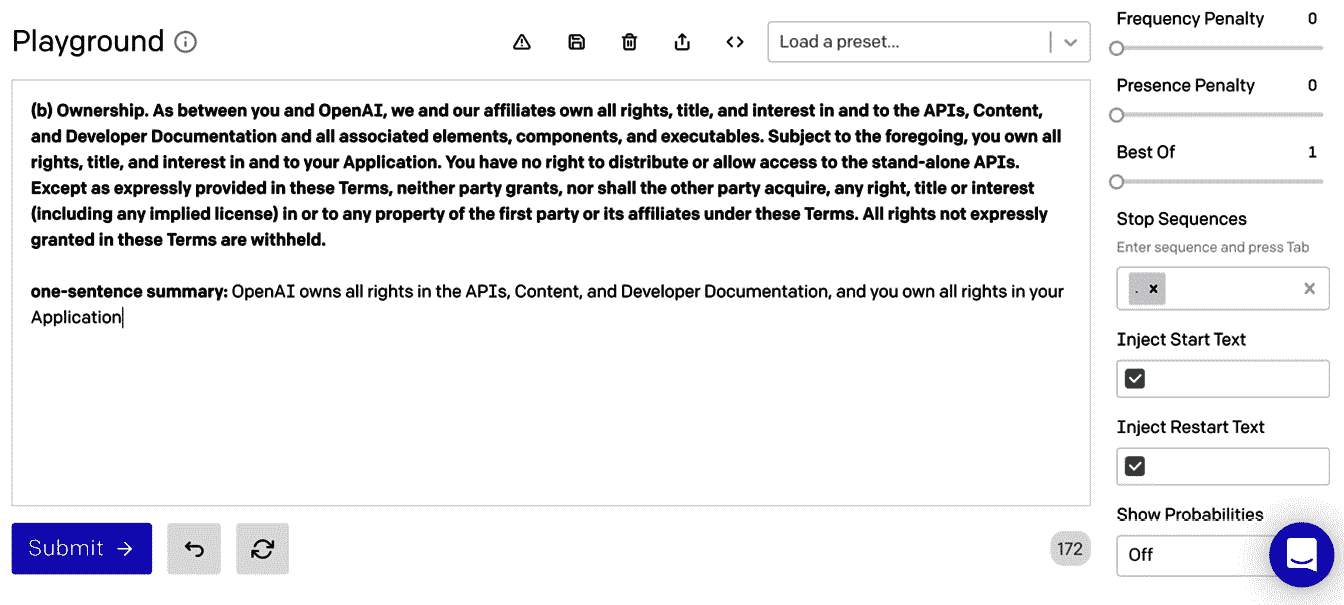 Playground
Load a preset...
(b) Ownership. As between you and OpenAI, we and our affiliates own all rights, title, and interest in and to the APIs, Content,
and Developer Documentation and all associated elements, components, and executables. Subject to the foregoing, you own all
rights, title, and interest in and to your Application. You have no right to distribute or allow access to the stand-alone APIs.
Except as expressly provided in these Terms, neither party grants, nor shall the other party acquire, any right, title or interest
(including any implied license) in or to any property of the first party or its affiliates under these Terms. All rights not expressly
granted in these Terms are withheld.
one-sentence summary: OpenAI owns all rights in the APIs, Content, and Developer Documentation, and you own all rights in your
Application
Submit →
172
Frequency Penalty 0
Presence Penalty 0
Best Of 1
Stop Sequences
Enter sequence and press Tab
.
Inject Start Text
Inject Restart Text
Show Probabilities
Off